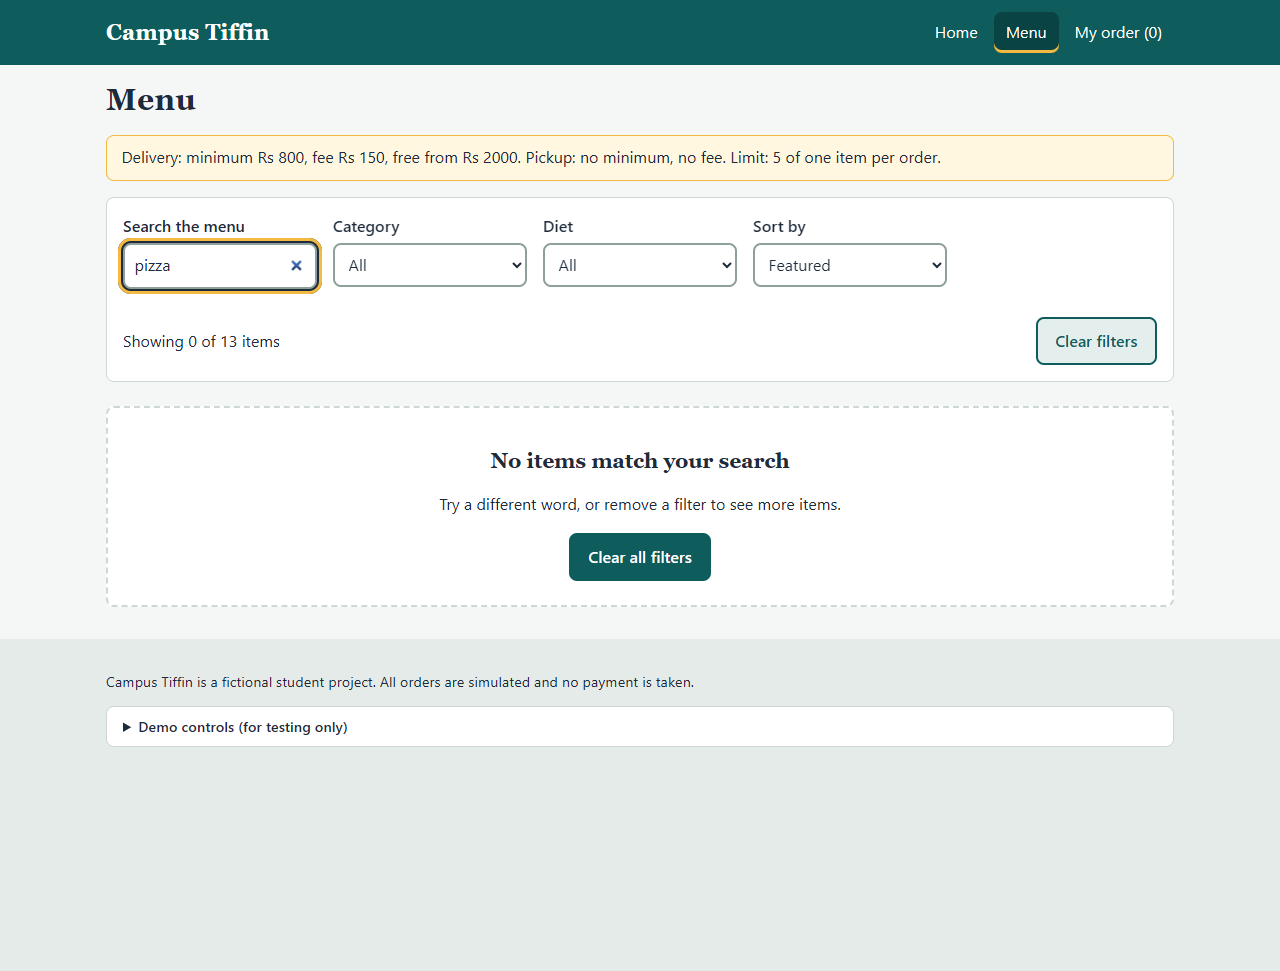 Campus Tiffin
Home
Menu
My order (0)
Menu
Delivery: minimum Rs 800, fee Rs 150, free from Rs 2000. Pickup: no minimum, no fee. Limit: 5 of one item per order.
Search the menu
Category
Diet
Sort by
pizza
All
All
Featured
Showing 0 of 13 items
Clear filters
No items match your search
Try a different word, or remove a filter to see more items.
Clear all filters
Campus Tiffin is a fictional student project. All orders are simulated and no payment is taken.
Demo controls (for testing only)